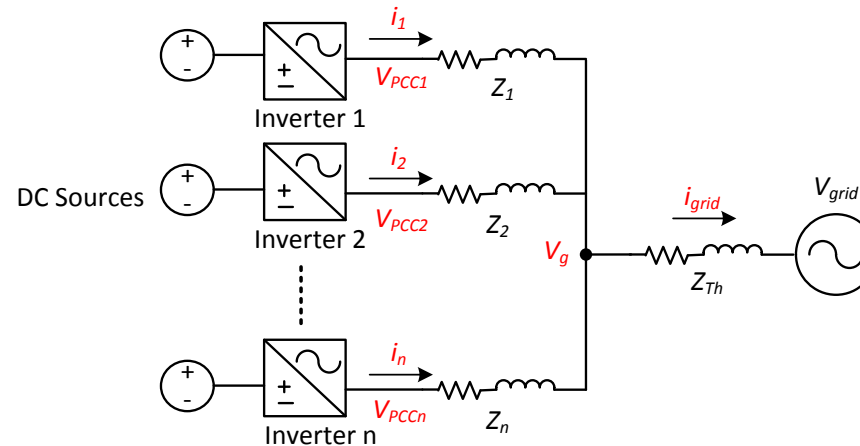 i1
+
-
VPCC1
Z1
Inverter 1
i2
DC Sources
+
-
VPCC2
Z2
Inverter 2
igrid
Vgrid
Vg
ZTh
in
+
-
VPCCn
Zn
Inverter n